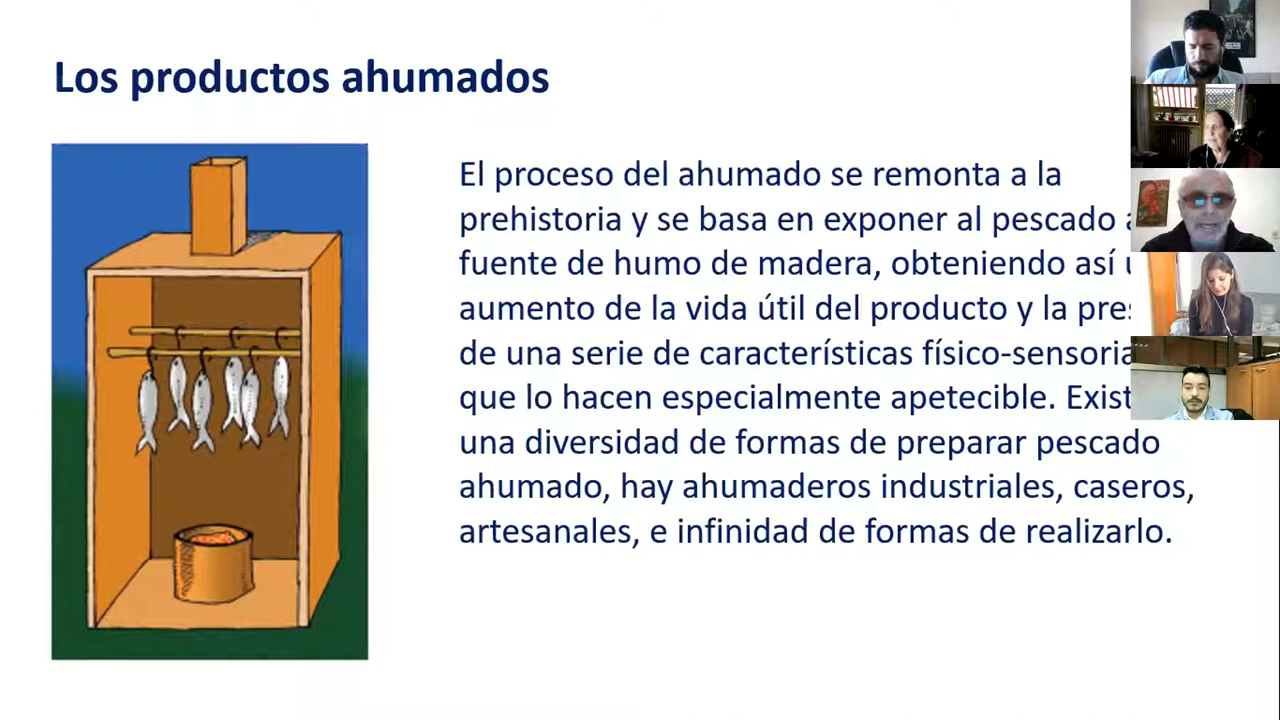 Los productos ahumados
El proceso del ahumado se remonta a la
prehistoria y se basa en exponer al pescado
fuente de humo de madera, obteniendo así
aumento de la vida útil del producto y la
de una serie de características
que lo hacen especialmente apetecible.
una diversidad de formas de preparar pescado
ahumado, hay ahumaderos industriales, caseros,
artesanales, e infinidad de formas de realizarlo.